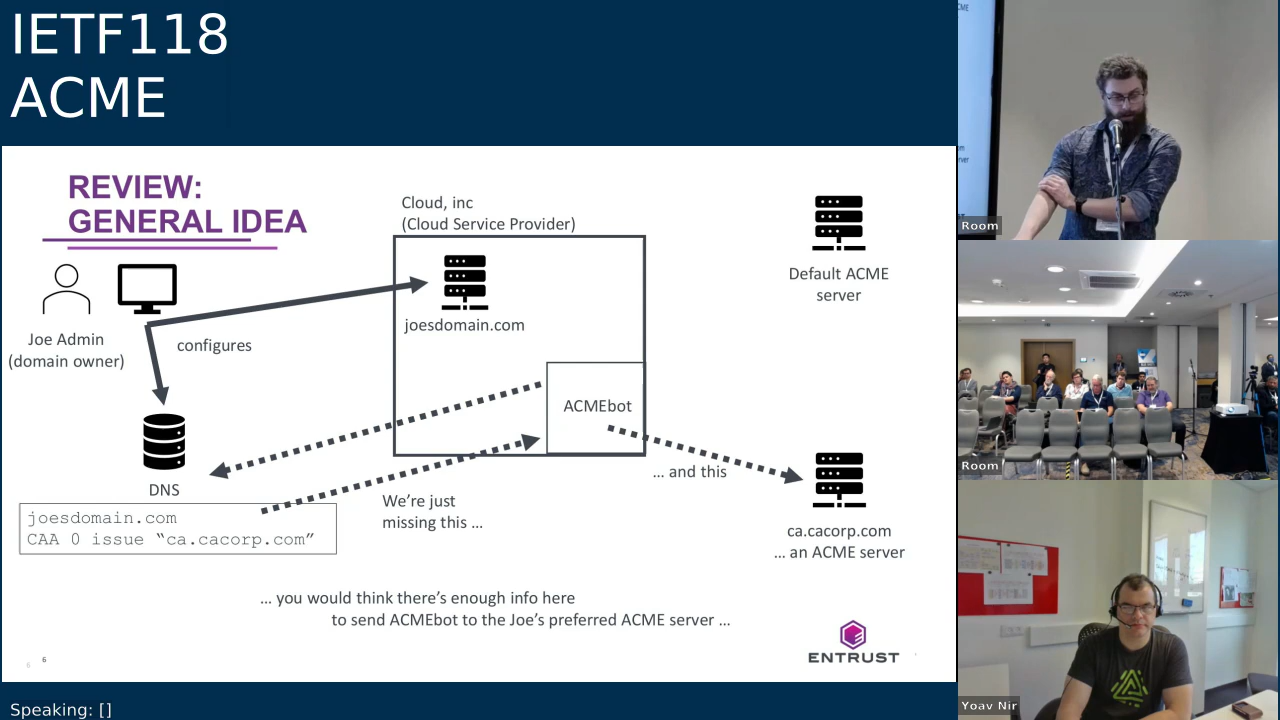 IETF118
ACME
REVIEW:
GENERAL IDEA
Cloud, inc
(Cloud Service Provider)
Default ACME
server
joesdomain.com
Joe Admin
(domain owner)
configures
ACMEbot
… and this
DNS
We're just
missing this …
joesdomain.com
CAA 0 issue “ca.cacorp.com”
ca.cacorp.com
… an ACME server
… you would think there's enough info here
to send ACMEbot to the Joe's preferred ACME server …
ENTRUST
6
6
Speaking: []
Room
Room
Yoav Nir